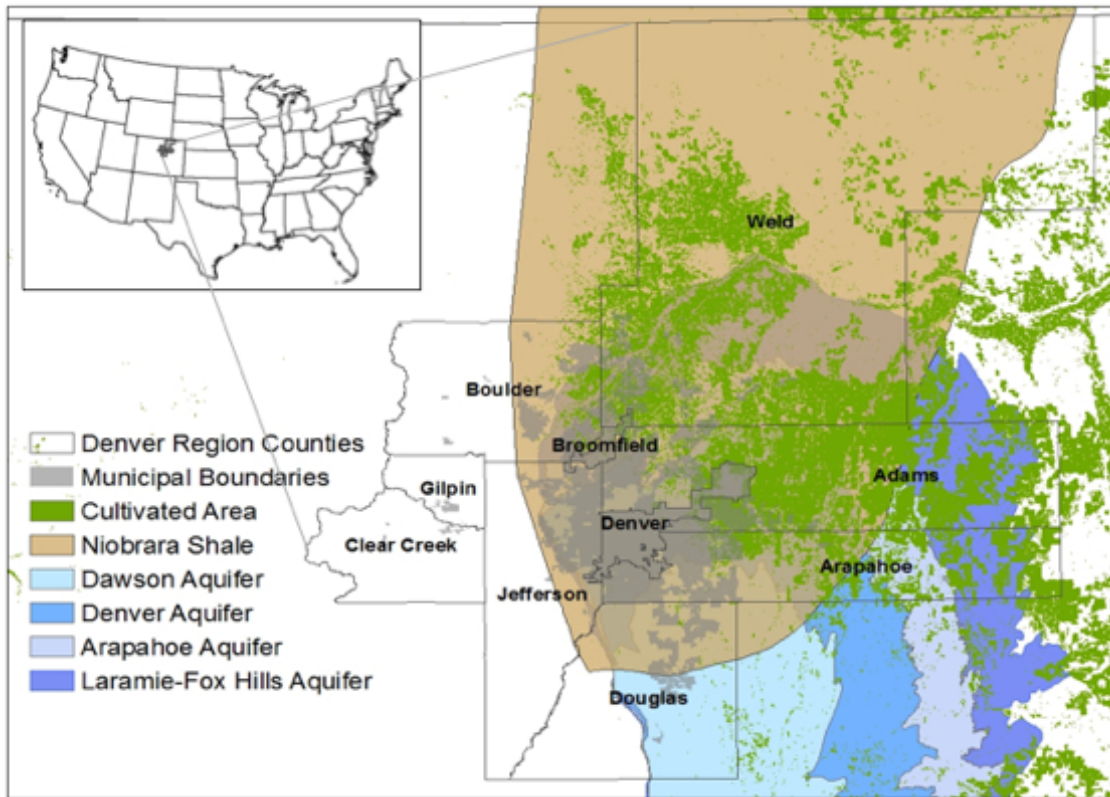 Weld
Boulder
Broomfield
Gilpin
Adams
Denver
Clear Creek
Arapahoe
Jefferson
Douglas
Denver Region Counties
Municipal Boundaries
Cultivated Area
Niobrara Shale
Dawson Aquifer
Denver Aquifer
Arapahoe Aquifer
Laramie-Fox Hills Aquifer